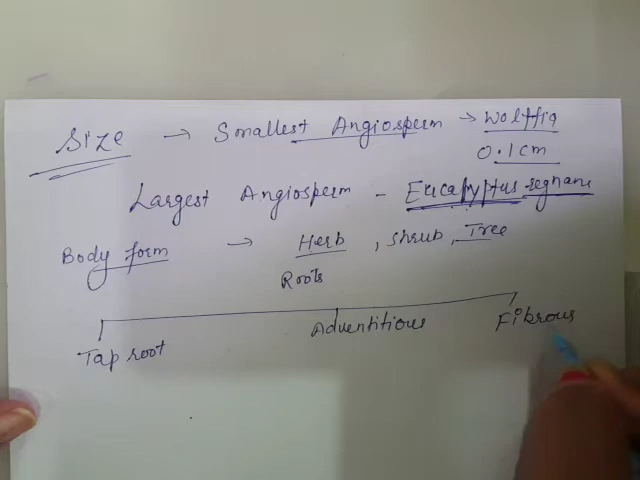 Size → Smallest Angiosperm → Wolffia
0.1cm
Largest Angiosperm - Eucapyptus regnans
Body form → Herb, Shrub, Tree
Roots
Tap root Adventitious Fibrous